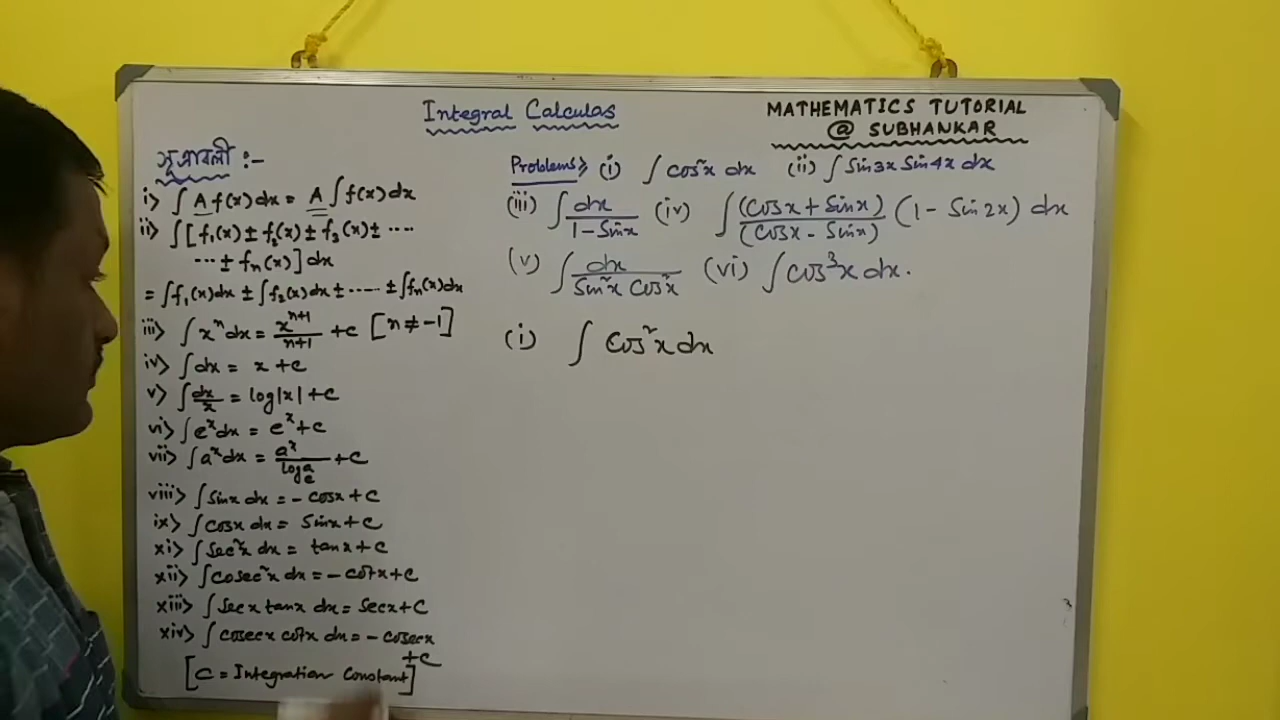 Integral Calculas
MATHEMATICS TUTORIAL
@ SUBHANKAR
সূত্রাবলী :-
i> ∫ A f(x) dx = A ∫ f(x) dx
ii> ∫ [f₁(x) ± f₂(x) ± f₃(x) ± ....
... ± fₙ(x)] dx
= ∫f₁(x)dx ± ∫f₂(x)dx ± ..... ± ∫fₙ(x)dx
iii> ∫ xⁿ dx = xⁿ⁺¹/n+1 + c [n ≠ -1]
iv> ∫ dx = x + c
v> ∫ dx/x = log|x| + c
vi> ∫ eˣ dx = eˣ + c
vii> ∫ aˣ dx = aˣ/logₑa + c
viii> ∫ sinx dx = - cosx + c
ix> ∫ cosx dx = sinx + c
xi> ∫ sec²x dx = tanx + c
xii> ∫ cosec²x dx = - cotx + c
xiii> ∫ secx tanx dx = secx + c
xiv> ∫ cosecx cotx dx = - cosecx
+ c
[c = Integration Constant]
Problems> (i) ∫ cos²x dx (ii) ∫ sin3x sin4x dx
(iii) ∫ dx/1 - sinx (iv) ∫ (cosx + sinx)/(cosx - sinx) (1 - sin2x) dx
(v) ∫ dx/sin²x cos²x (vi) ∫ cos³x dx.
(i) ∫ cos²x dx